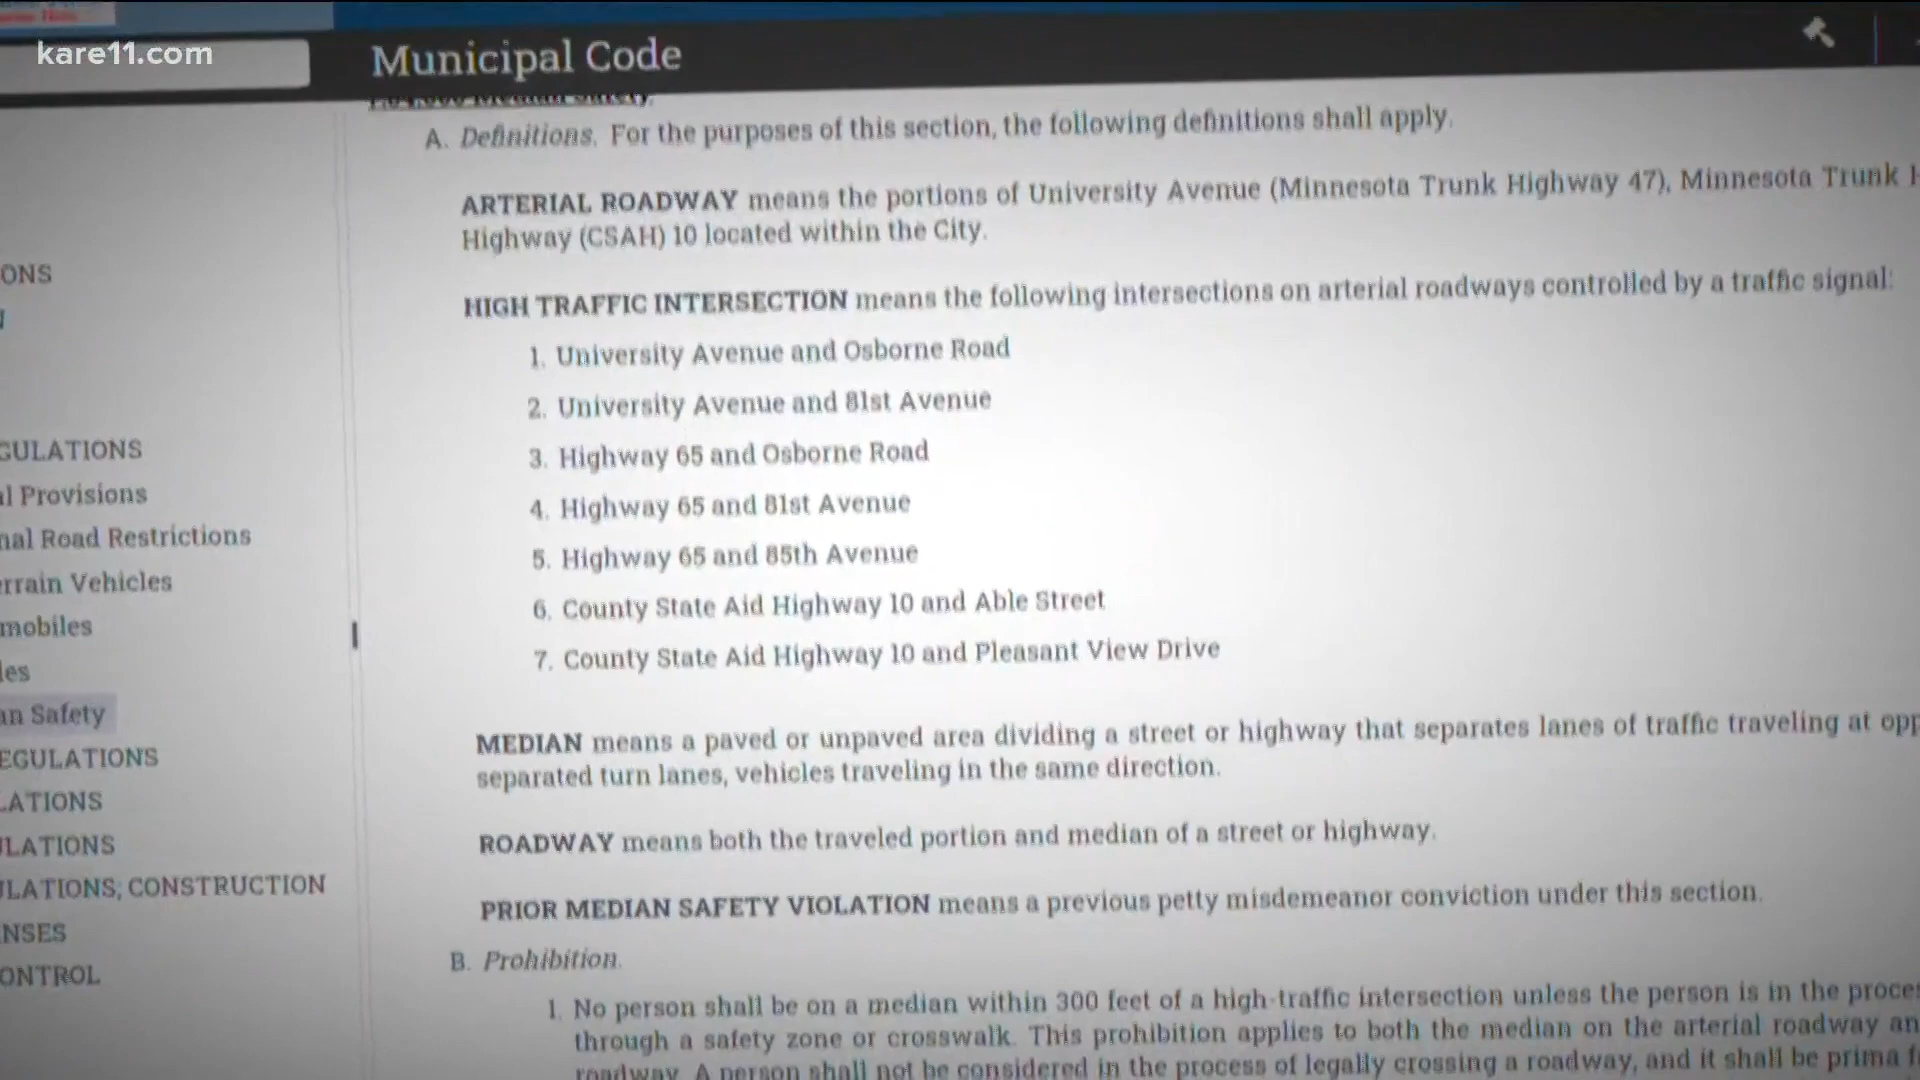 kare11.com
Municipal Code
A. Definitions. For the purposes of this section, the following definitions shall apply.
ARTERIAL ROADWAY means the portions of University Avenue (Minnesota Trunk Highway 47), Minnesota Trunk H
Highway (CSAH) 10 located within the City.
HIGH TRAFFIC INTERSECTION means the following intersections on arterial roadways controlled by a traffic signal:
1. University Avenue and Osborne Road
2. University Avenue and 81st Avenue
3. Highway 65 and Osborne Road
4. Highway 65 and 81st Avenue
5. Highway 65 and 85th Avenue
6. County State Aid Highway 10 and Able Street
7. County State Aid Highway 10 and Pleasant View Drive
MEDIAN means a paved or unpaved area dividing a street or highway that separates lanes of traffic traveling at opp
separated turn lanes, vehicles traveling in the same direction.
ROADWAY means both the traveled portion and median of a street or highway.
PRIOR MEDIAN SAFETY VIOLATION means a previous petty misdemeanor conviction under this section.
B. Prohibition.
1. No person shall be on a median within 300 feet of a high-traffic intersection unless the person is in the proces
through a safety zone or crosswalk. This prohibition applies to both the median on the arterial roadway an
roadway. A person shall not be considered in the process of legally crossing a roadway, and it shall be prima f
ONS
GULATIONS
al Provisions
nal Road Restrictions
errain Vehicles
mobiles
les
an Safety
EGULATIONS
LATIONS
ULATIONS
ULATIONS; CONSTRUCTION
NSES
ONTROL